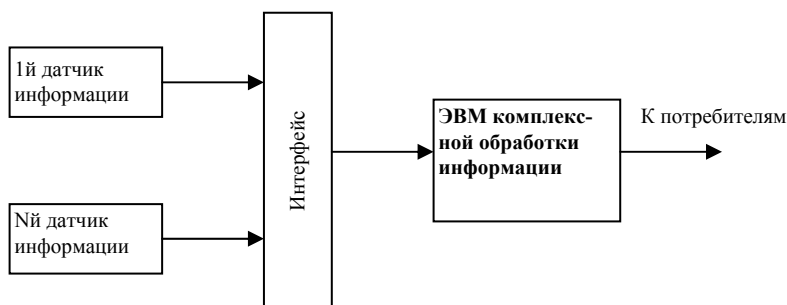 1й датчик
информации
Nй датчик
информации
Интерфейс
ЭВМ комплекс-
ной обработки
информации
К потребителям